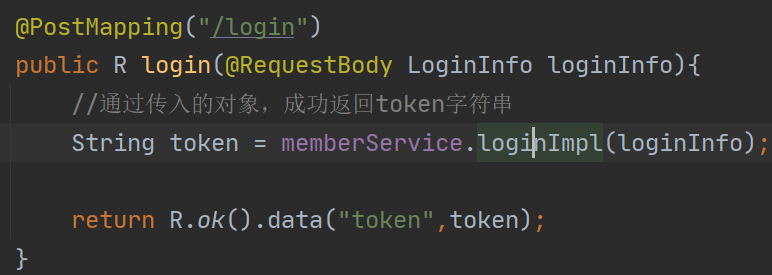 @PostMapping("/login")
public R login(@RequestBody LoginInfo loginInfo){
//通过传入的对象，成功返回token字符串
String token = memberService.loginImpl(loginInfo);
return R.ok().data("token",token);
}